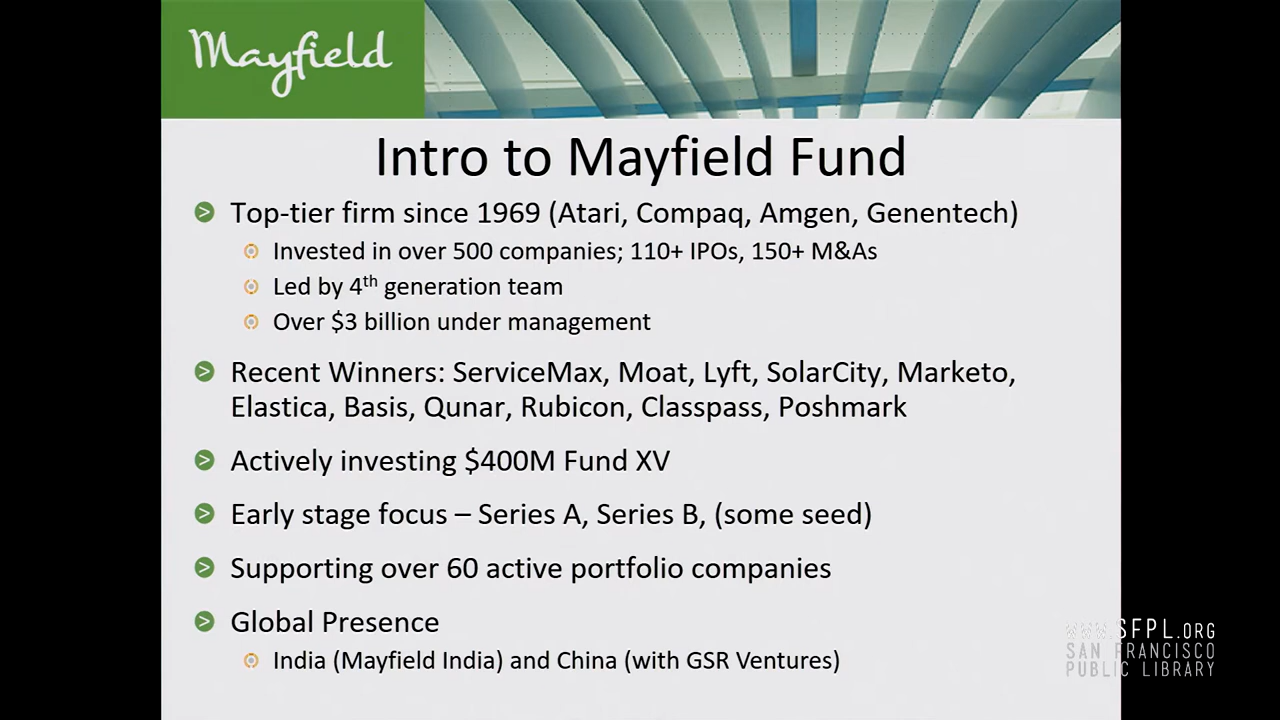 Mayfield
Intro to Mayfield Fund
Top-tier firm since 1969 (Atari, Compaq, Amgen, Genentech)
Invested in over 500 companies; 110+ IPOs, 150+ M&As
Led by 4th generation team
Over $3 billion under management
Recent Winners: ServiceMax, Moat, Lyft, SolarCity, Marketo,
Elastica, Basis, Qunar, Rubicon, Classpass, Poshmark
Actively investing $400M Fund XV
Early stage focus – Series A, Series B, (some seed)
Supporting over 60 active portfolio companies
Global Presence
India (Mayfield India) and China (with GSR Ventures)
WWW.SFPL.ORG
SAN FRANCISCO
PUBLIC LIBRARY